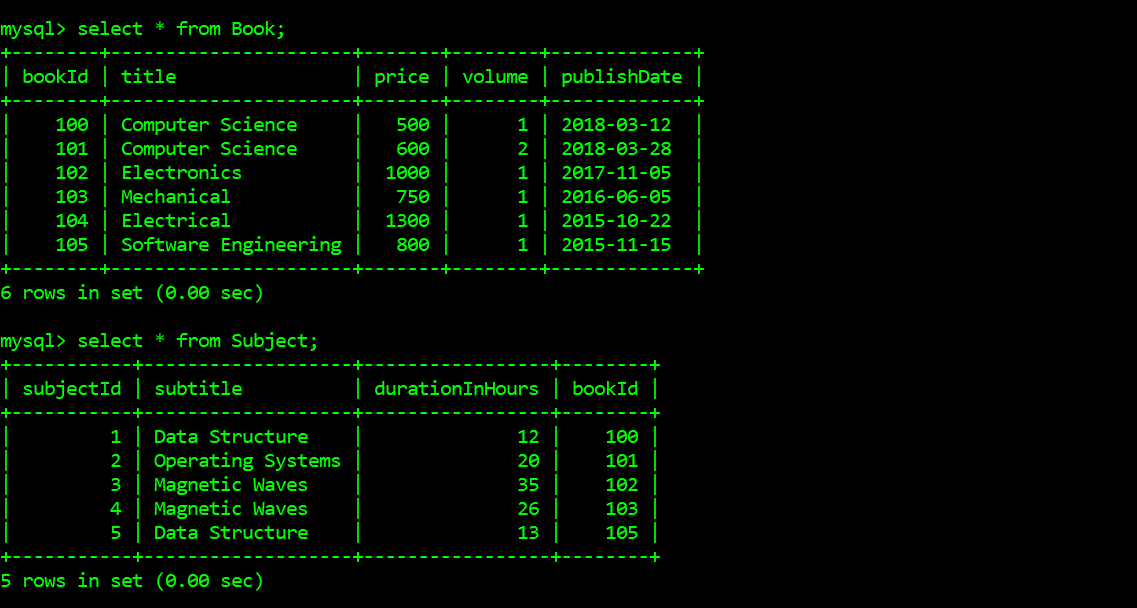 mysql> select * from Book;
+--------+----------------------+-------+--------+-------------+
| bookId | title                | price | volume | publishDate |
+--------+----------------------+-------+--------+-------------+
|    100 | Computer Science     |   500 |      1 | 2018-03-12  |
|    101 | Computer Science     |   600 |      2 | 2018-03-28  |
|    102 | Electronics          |  1000 |      1 | 2017-11-05  |
|    103 | Mechanical           |   750 |      1 | 2016-06-05  |
|    104 | Electrical           |  1300 |      1 | 2015-10-22  |
|    105 | Software Engineering |   800 |      1 | 2015-11-15  |
+--------+----------------------+-------+--------+-------------+
6 rows in set (0.00 sec)

mysql> select * from Subject;
+-----------+-------------------+-----------------+--------+
| subjectId | subtitle          | durationInHours | bookId |
+-----------+-------------------+-----------------+--------+
|         1 | Data Structure    |              12 |    100 |
|         2 | Operating Systems |              20 |    101 |
|         3 | Magnetic Waves    |              35 |    102 |
|         4 | Magnetic Waves    |              26 |    103 |
|         5 | Data Structure    |              13 |    105 |
+-----------+-------------------+-----------------+--------+
5 rows in set (0.00 sec)